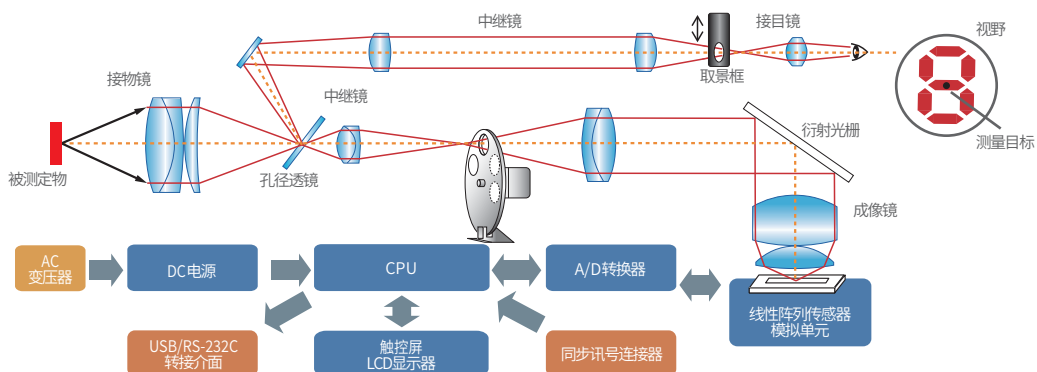 中继镜
接目镜
视野
取景框
接物镜
中继镜
衍射光栅
测量目标
被测定物
孔径透镜
成像镜
AC
变压器
DC电源
CPU
A/D转换器
线性阵列传感器
模拟单元
USB/RS-232C
转接介面
触控屏
LCD显示器
同步讯号连接器